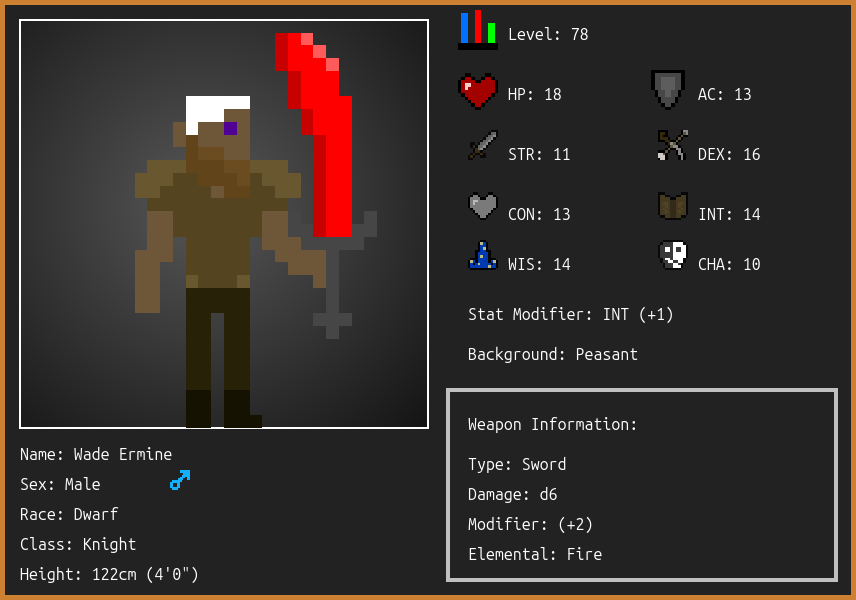 Level: 78
HP: 18
AC: 13
STR: 11
DEX: 16
CON: 13
INT: 14
WIS: 14
CHA: 10
Stat Modifier: INT (+1)
Background: Peasant
Weapon Information:
Type: Sword
Damage: d6
Modifier: (+2)
Elemental: Fire
Name: Wade Ermine
Sex: Male
Race: Dwarf
Class: Knight
Height: 122cm (4'0")